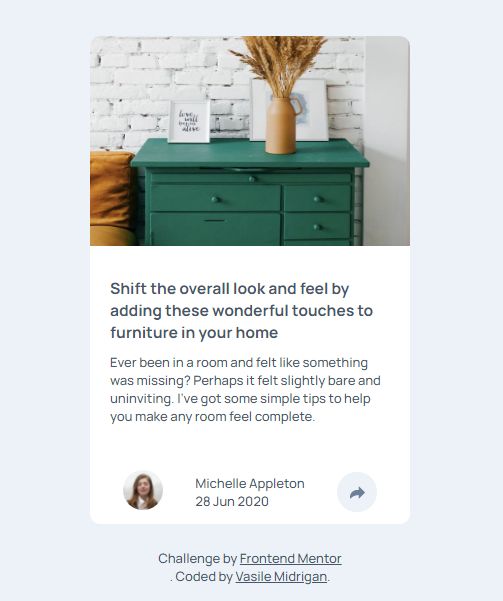 love
will
begin
alive
Shift the overall look and feel by
adding these wonderful touches to
furniture in your home
Ever been in a room and felt like something
was missing? Perhaps it felt slightly bare and
uninviting. I've got some simple tips to help
you make any room feel complete.
Michelle Appleton
28 Jun 2020
Challenge by Frontend Mentor
. Coded by Vasile Midrigan.